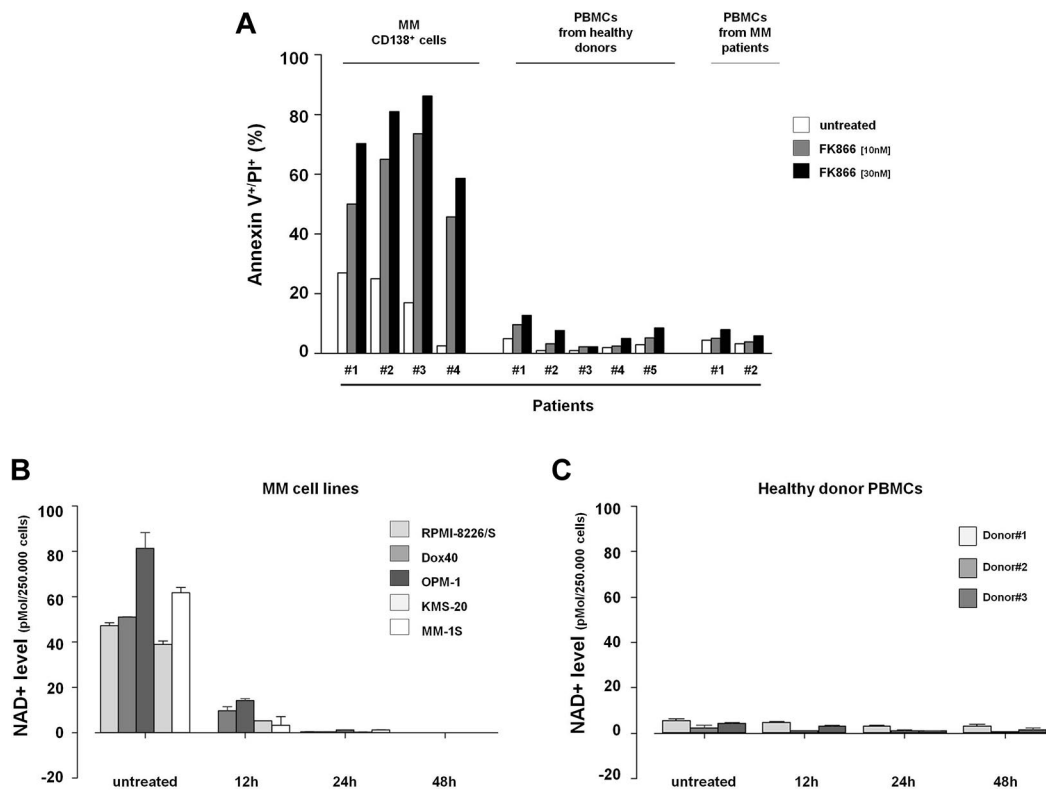 A
MM
CD138+ cells
PBMCs
from healthy
donors
PBMCs
from MM
patients
Annexin V+/PI+ (%)
100
80
60
40
20
0
untreated
FK866 [10nM]
FK866 [30nM]
#1 #2 #3 #4 #1 #2 #3 #4 #5 #1 #2
Patients
B
MM cell lines
NAD+ level (pMol/250.000 cells)
100
80
60
40
20
0
-20
RPMI-8226/S
Dox40
OPM-1
KMS-20
MM-1S
untreated 12h 24h 48h
C
Healthy donor PBMCs
NAD+ level (pMol/250.000 cells)
100
80
60
40
20
0
-20
Donor#1
Donor#2
Donor#3
untreated 12h 24h 48h